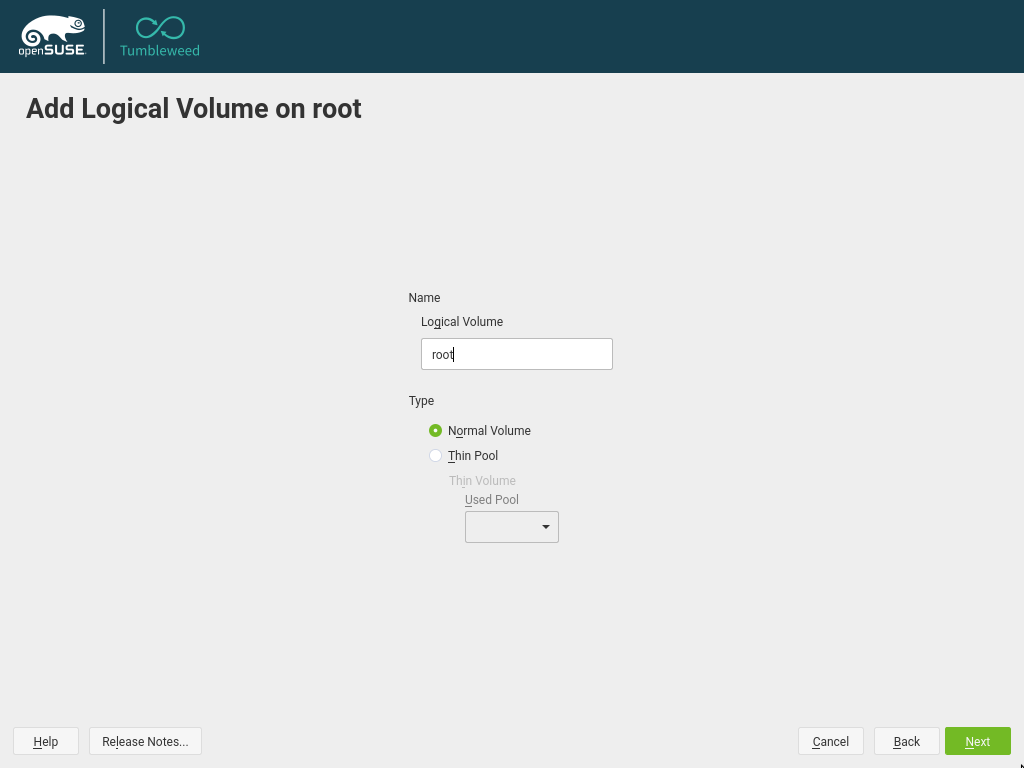 openSUSE
Tumbleweed
Add Logical Volume on root
Name
Logical Volume
root
Type
Normal Volume
Thin Pool
Thin Volume
Used Pool
Help
Release Notes...
Cancel
Back
Next